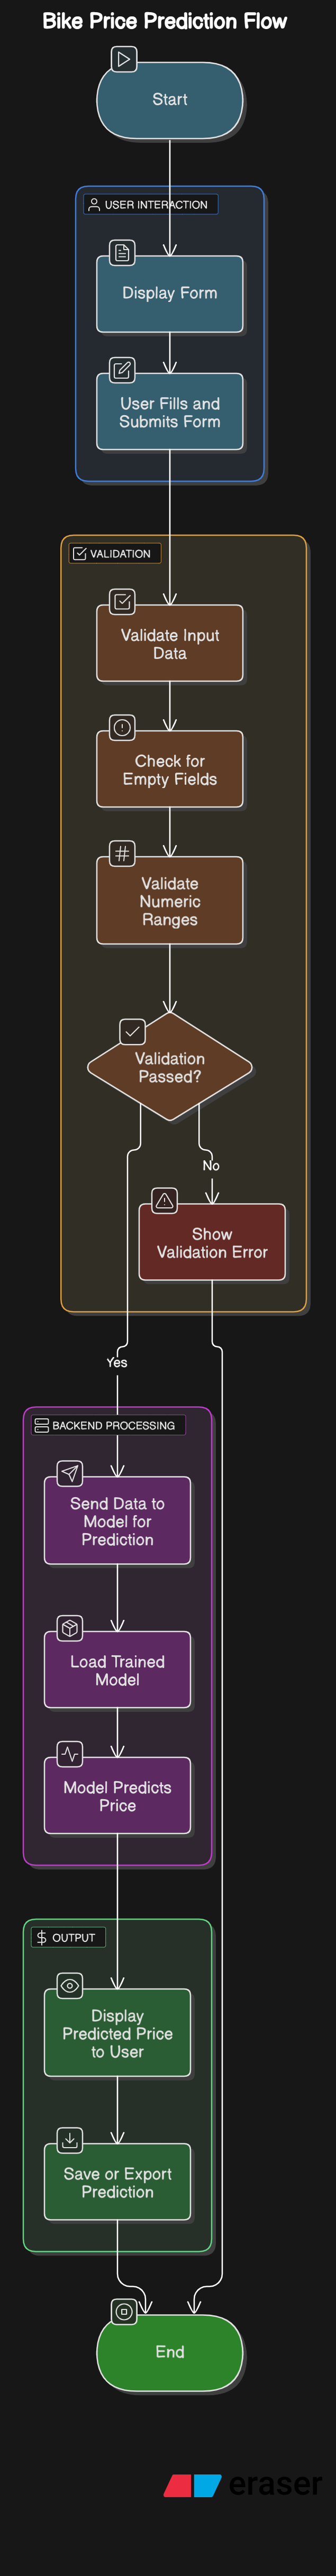 Bike Price Prediction Flow
Start
USER INTERACTION
Display Form
User Fills and
Submits Form
VALIDATION
Validate Input
Data
Check for
Empty Fields
Validate
Numeric
Ranges
Validation
Passed?
No
Show
Validation Error
Yes
BACKEND PROCESSING
Send Data to
Model for
Prediction
Load Trained
Model
Model Predicts
Price
OUTPUT
Display
Predicted Price
to User
Save or Export
Prediction
End
eraser